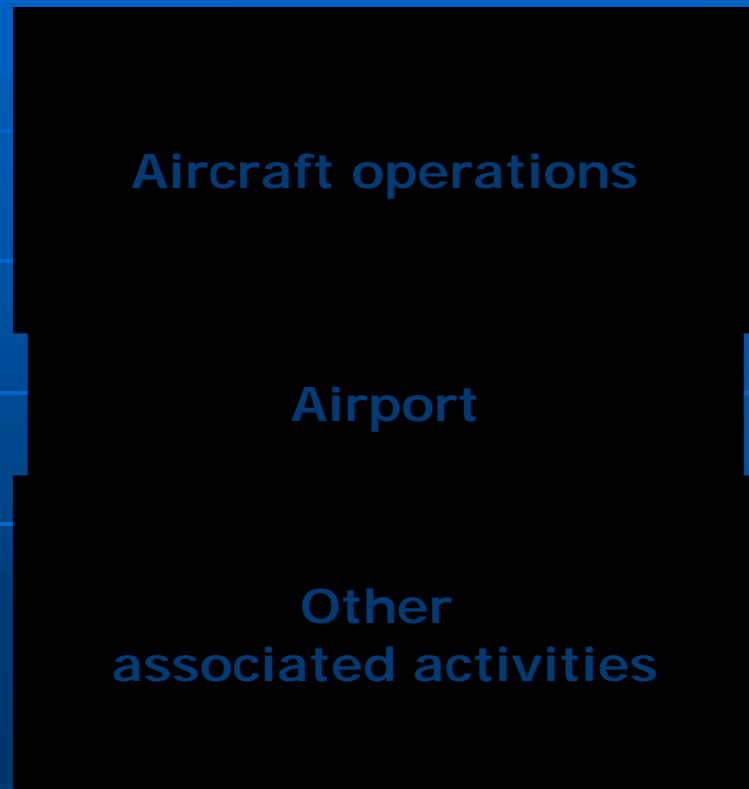 Aircraft operations
Airport
Other
associated activities